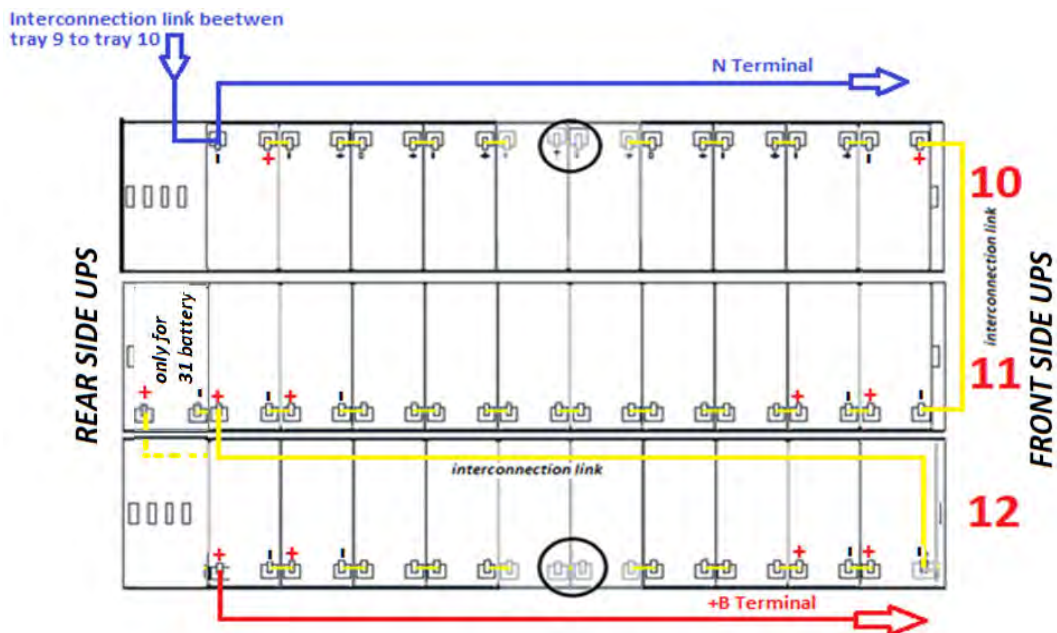 Interconnection link beetwen
tray 9 to tray 10
N Terminal
- + - + - + - + - + - + - + - + - + - +
10
interconnection link
REAR SIDE UPS
FRONT SIDE UPS
only for
31 battery
11
+ - + - + - + - + -
interconnection link
12
+ - + - + - + -
+B Terminal